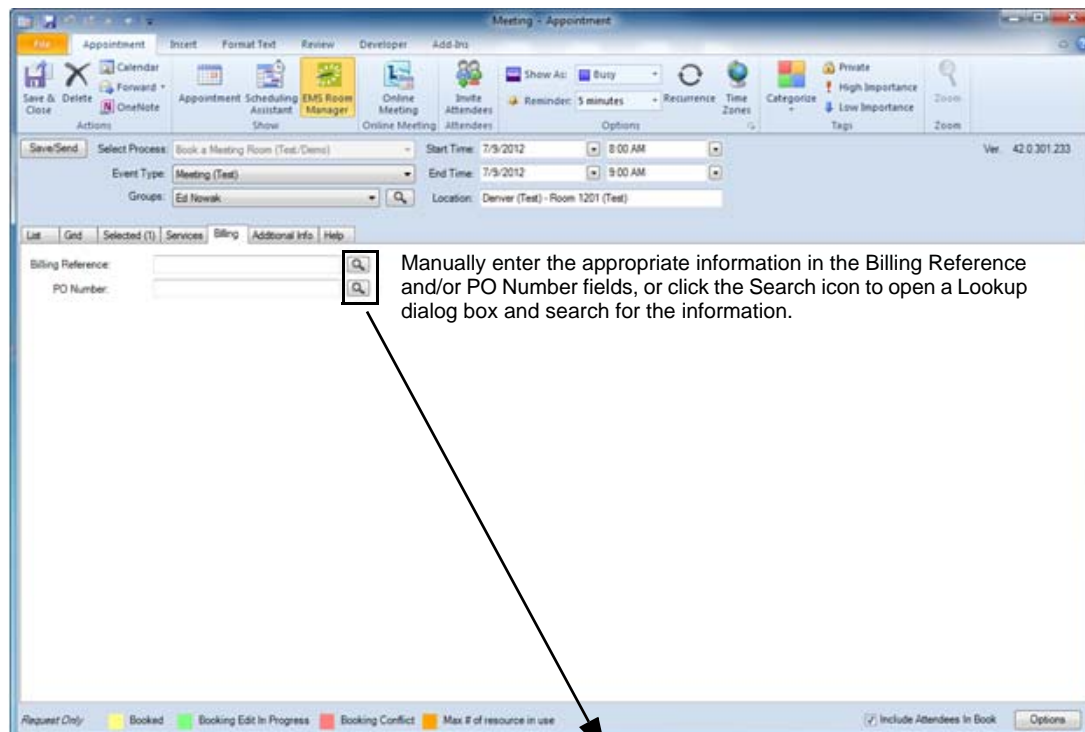 Meeting - Appointment
File Appointment Insert Format Text Review Developer Add-Ins
Save & Close Delete Calendar Forward OneNote Appointment Scheduling Assistant EMS Room Manager Online Meeting Invite Attendees Show As: Busy Reminder: 5 minutes Recurrence Time Zones Categorize Private High Importance Low Importance Zoom
Actions Show Online Meeting Attendees Options Tags Zoom
Save/Send Select Process: Book a Meeting Room (Test/Demo) Start Time: 7/9/2012 8:00 AM Ver. 42.0.301.233
Event Type: Meeting (Test) End Time: 7/9/2012 9:00 AM
Groups: Ed Nowak Location: Denver (Test) - Room 1201 (Test)
List Grid Selected (1) Services Billing Additional Info Help
Billing Reference:
PO Number:
Manually enter the appropriate information in the Billing Reference
and/or PO Number fields, or click the Search icon to open a Lookup
dialog box and search for the information.
Request Only Booked Booking Edit In Progress Booking Conflict Max # of resource in use Include Attendees In Book Options